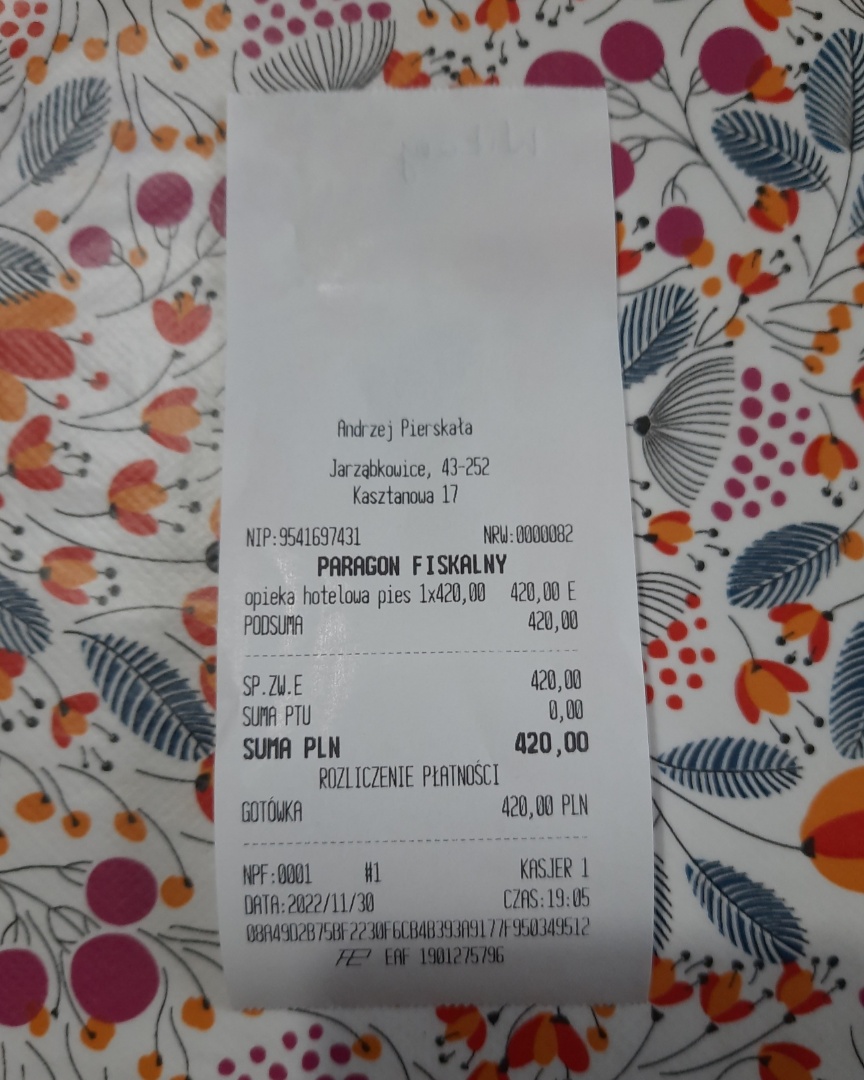 Andrzej Pierskała
Jarząbkowice, 43-252
Kasztanowa 17
NIP:9541697431 NRW:0000082
PARAGON FISKALNY
opieka hotelowa pies 1x420,00 420,00 E
PODSUMA 420,00
SP.ZW.E 420,00
SUMA PTU 0,00
SUMA PLN 420,00
ROZLICZENIE PŁATNOŚCI
GOTÓWKA 420,00 PLN
NPF:0001 #1 KASJER 1
DATA:2022/11/30 CZAS:19:05
08A49D2B75BF2230F6CB4B393A9177F950349512
EAF 1901275796